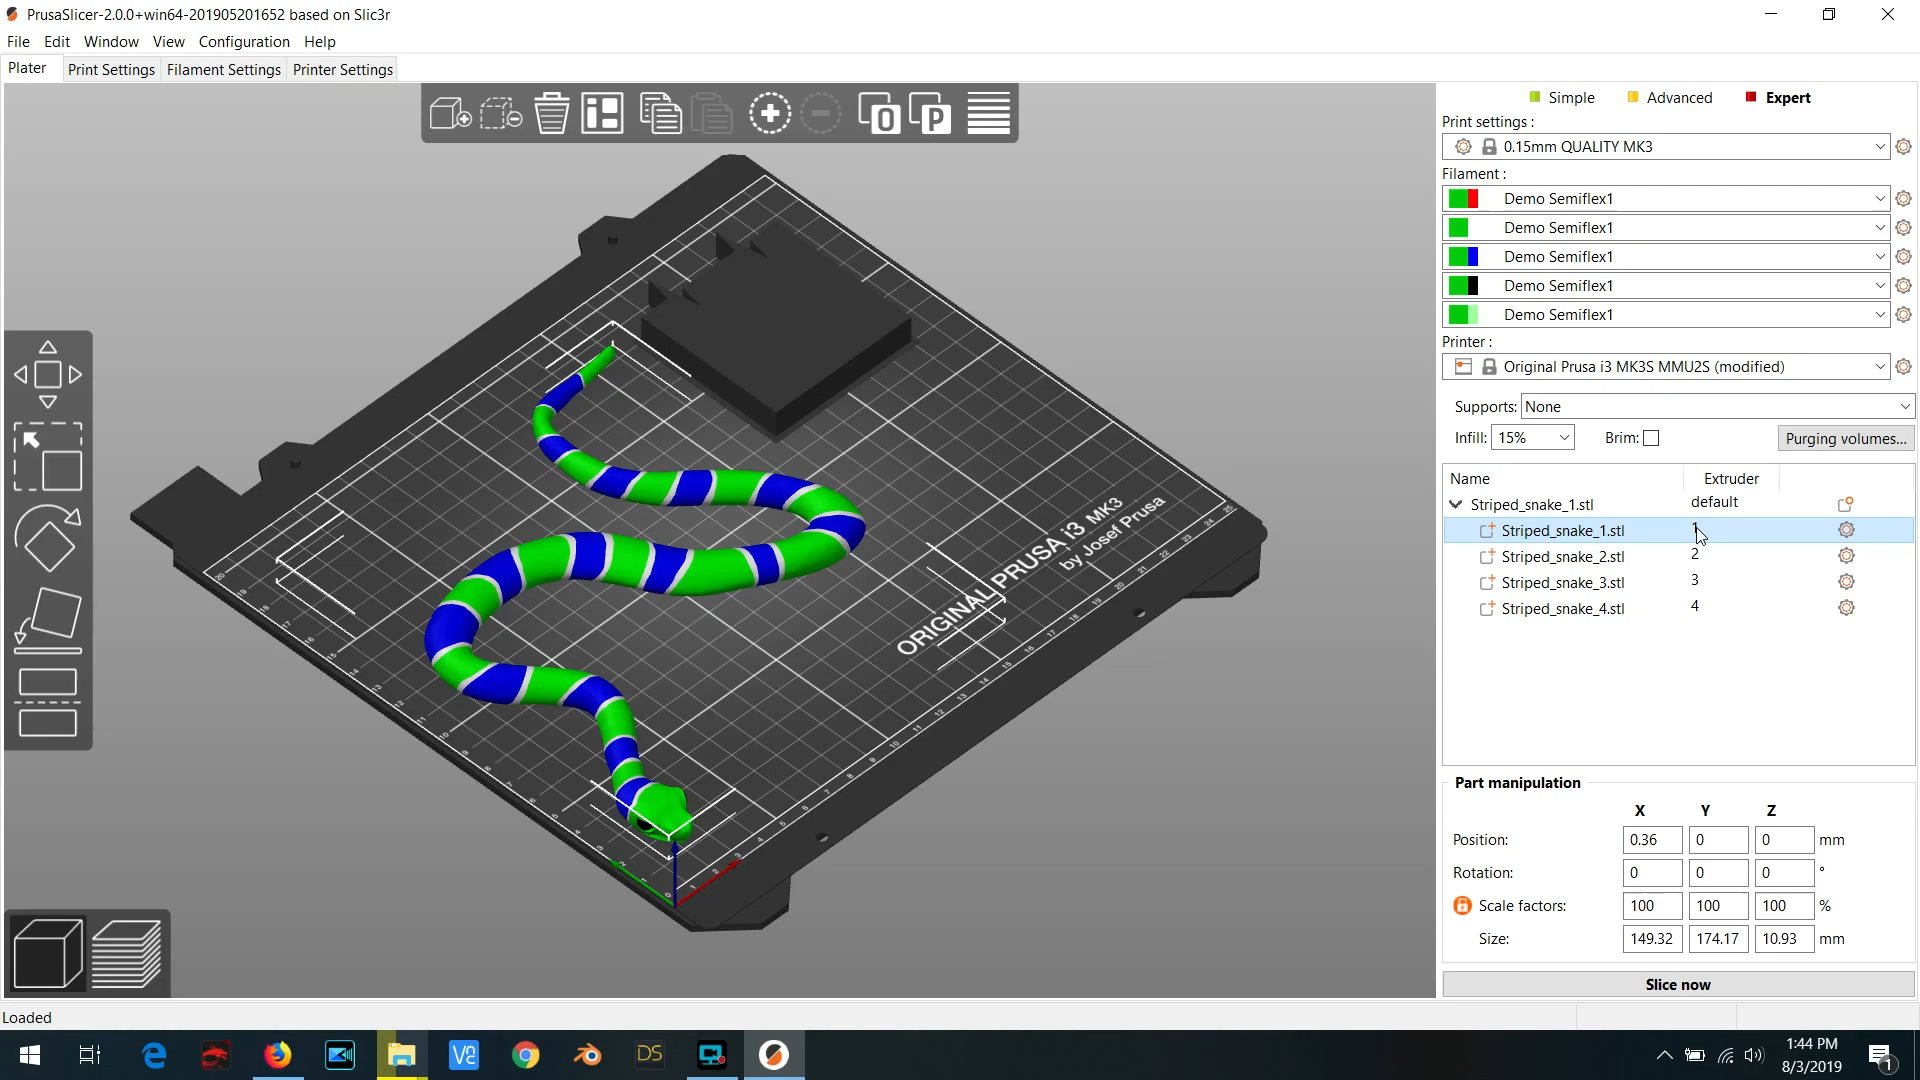 PrusaSlicer-2.0.0+win64-201905201652 based on Slic3r
File Edit Window View Configuration Help
Plater Print Settings Filament Settings Printer Settings
Simple Advanced Expert
Print settings :
0.15mm QUALITY MK3
Filament :
Demo Semiflex1
Demo Semiflex1
Demo Semiflex1
Demo Semiflex1
Demo Semiflex1
Printer :
Original Prusa i3 MK3S MMU2S (modified)
Supports: None
Infill: 15% Brim: Purging volumes...
Name Extruder
Striped_snake_1.stl default
Striped_snake_1.stl 1
Striped_snake_2.stl 2
Striped_snake_3.stl 3
Striped_snake_4.stl 4
ORIGINAL PRUSA i3 MK3
by Josef Prusa
Part manipulation
X Y Z
Position: 0.36 0 0 mm
Rotation: 0 0 0 °
Scale factors: 100 100 100 %
Size: 149.32 174.17 10.93 mm
Slice now
Loaded
DS
1:44 PM
8/3/2019
1